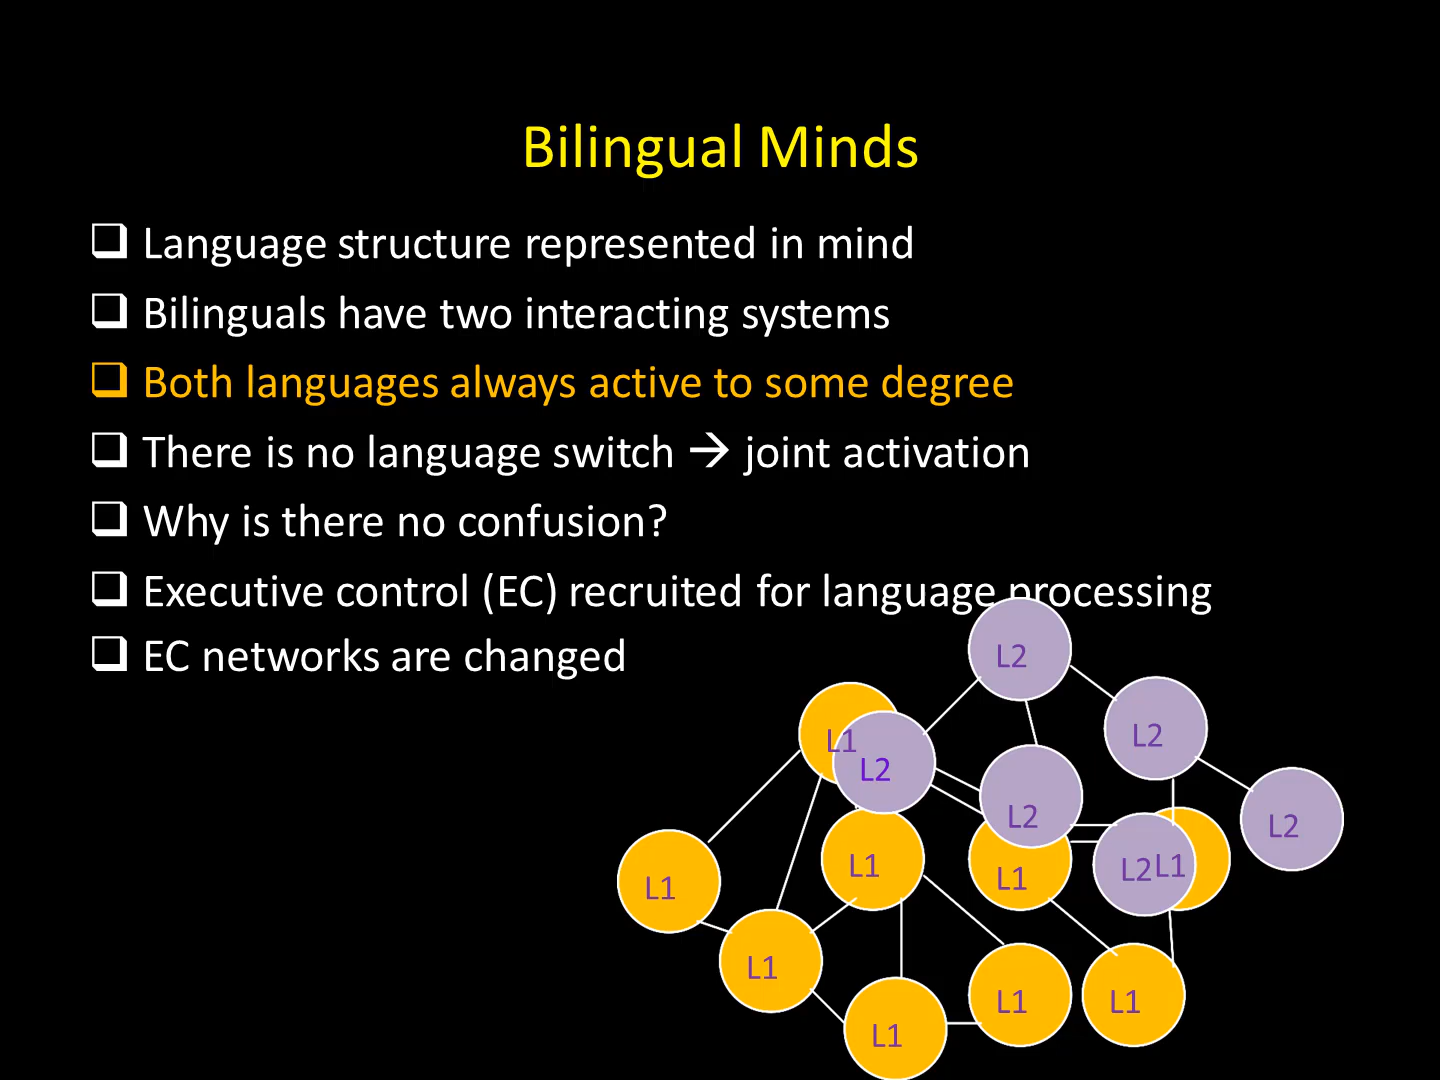 Bilingual Minds
❑ Language structure represented in mind
❑ Bilinguals have two interacting systems
❑ Both languages always active to some degree
❑ There is no language switch → joint activation
❑ Why is there no confusion?
❑ Executive control (EC) recruited for language processing
❑ EC networks are changed
L2
L2
L1
L2
L2
L2
L1
L2
L1
L1
L1
L1
L1
L1
L1